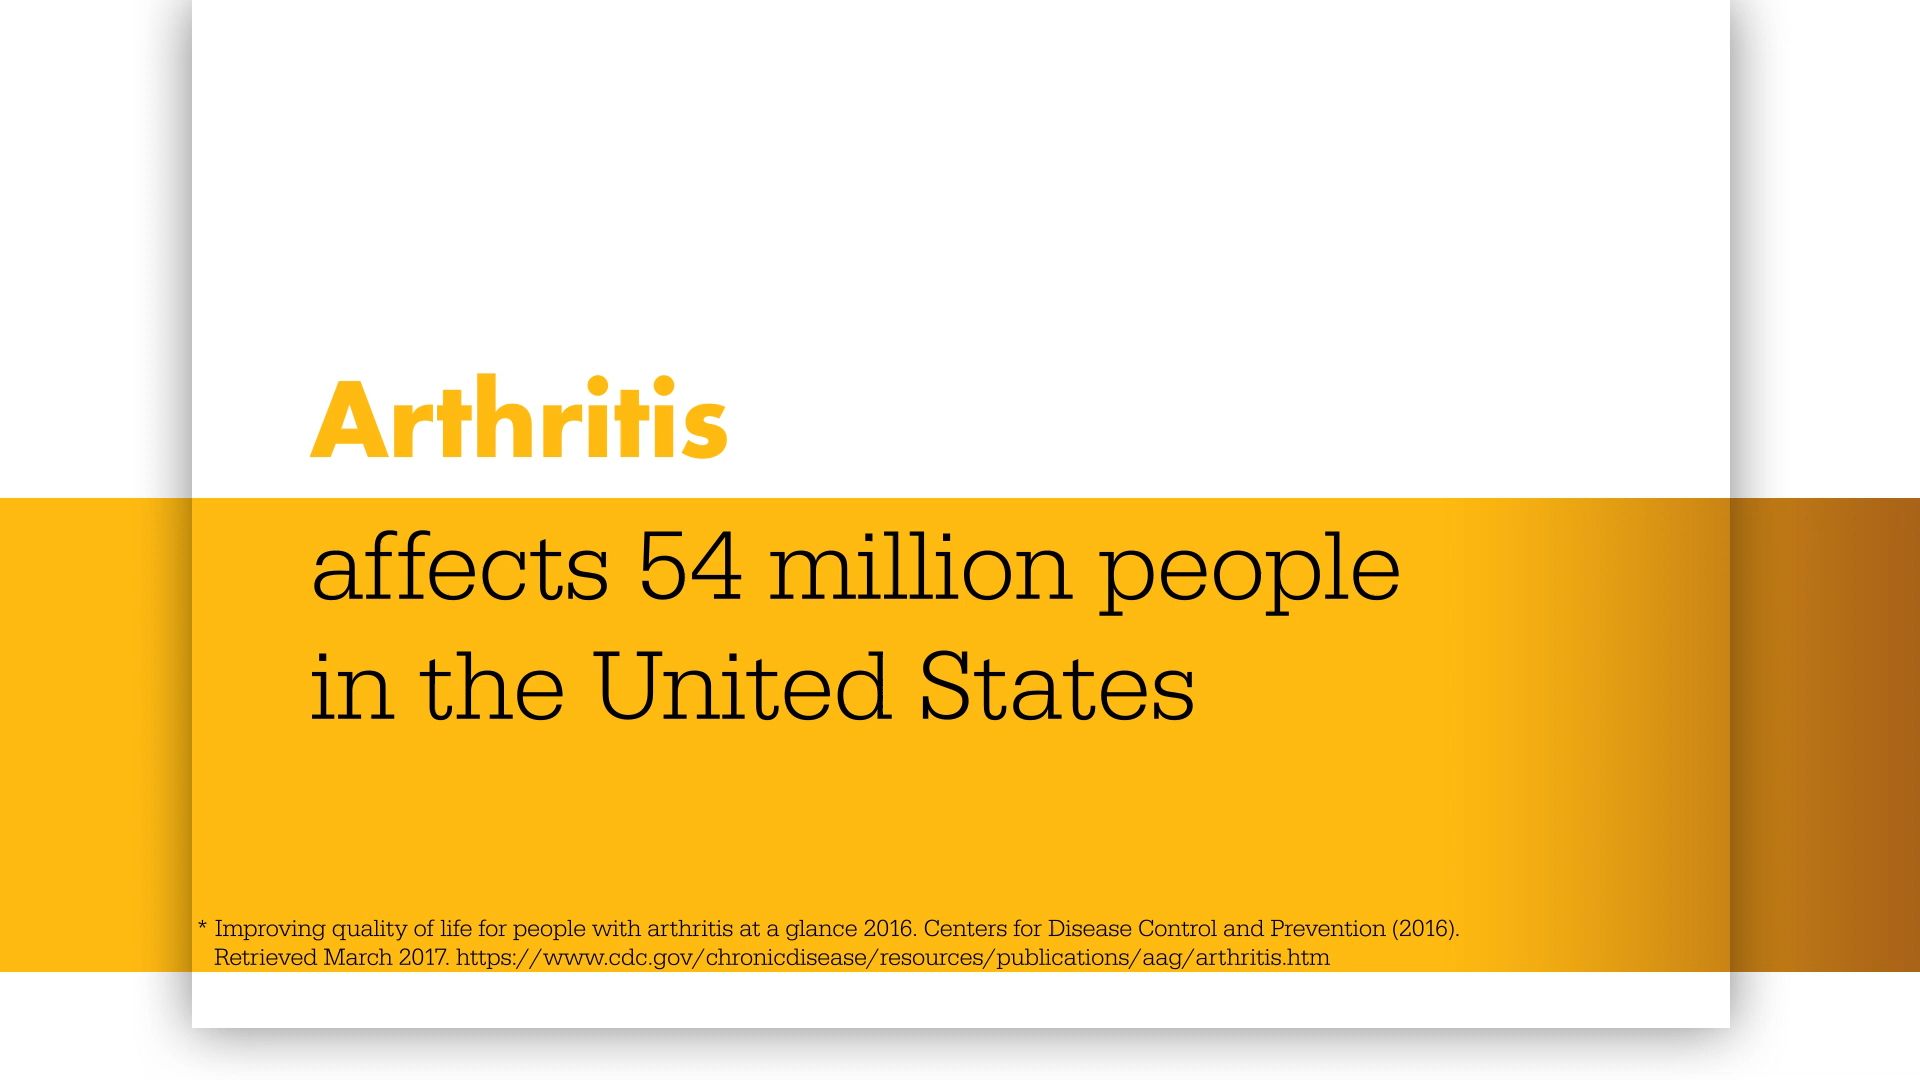 Arthritis
affects 54 million people
in the United States
* Improving quality of life for people with arthritis at a glance 2016. Centers for Disease Control and Prevention (2016).
Retrieved March 2017. https://www.cdc.gov/chronicdisease/resources/publications/aag/arthritis.htm